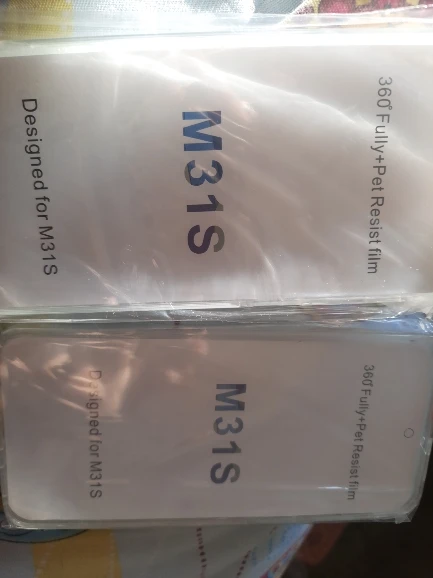 360° Fully+Pet Resist film
M31S
Designed for M31S
360° Fully+Pet Resist film
M31S
Designed for M31S